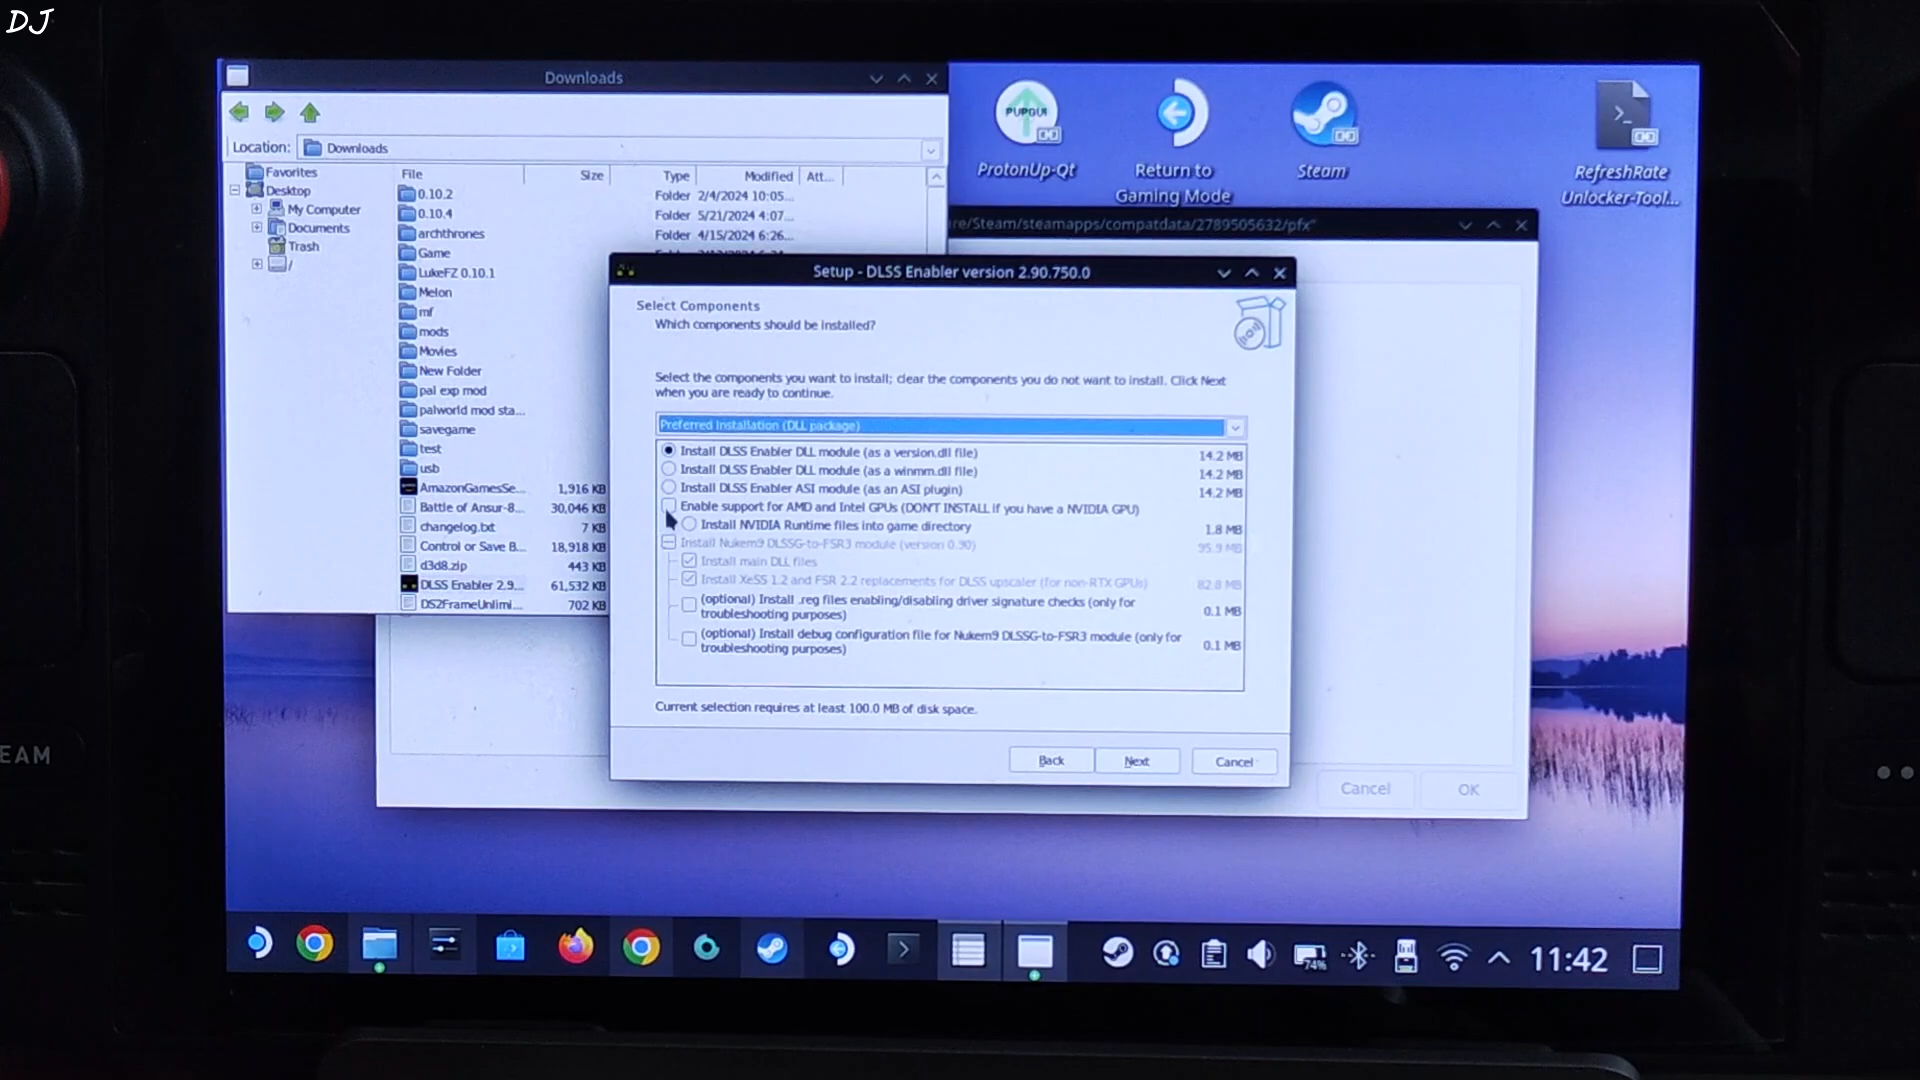 DJ
Downloads
Location: Downloads
Favorites
Desktop
My Computer
Documents
Trash
/
File Size Type Modified Att...
0.10.2 Folder 2/4/2024 10:05...
0.10.4 Folder 5/21/2024 4:07...
archthrones Folder 4/15/2024 6:26...
Game
LukeFZ 0.10.1
Melon
mf
mods
Movies
New Folder
pal exp mod
palworld mod sta...
savegame
test
usb
AmazonGamesSe... 1,916 KB
Battle of Ansur-8... 30,046 KB
changelog.txt 7 KB
Control or Save B... 18,918 KB
d3d8.zip 443 KB
DLSS Enabler 2.9... 61,532 KB
DS2FrameUnlimi... 702 KB
PUPGUI
ProtonUp-Qt
Return to
Gaming Mode
Steam
RefreshRate
Unlocker-Tool...
re/Steam/steamapps/compatdata/2789505632/pfx"
Setup - DLSS Enabler version 2.90.750.0
Select Components
Which components should be installed?
Select the components you want to install; clear the components you do not want to install. Click Next
when you are ready to continue.
Preferred Installation (DLL package)
Install DLSS Enabler DLL module (as a version.dll file) 14.2 MB
Install DLSS Enabler DLL module (as a winmm.dll file) 14.2 MB
Install DLSS Enabler ASI module (as an ASI plugin) 14.2 MB
Enable support for AMD and Intel GPUs (DON'T INSTALL if you have a NVIDIA GPU)
Install NVIDIA Runtime files into game directory 1.8 MB
Install Nukem9 DLSSG-to-FSR3 module (version 0.90) 95.9 MB
Install main DLL files
Install XeSS 1.2 and FSR 2.2 replacements for DLSS upscaler (for non-RTX GPUs) 82.8 MB
(optional) Install .reg files enabling/disabling driver signature checks (only for
troubleshooting purposes) 0.1 MB
(optional) Install debug configuration file for Nukem9 DLSSG-to-FSR3 module (only for
troubleshooting purposes) 0.1 MB
Current selection requires at least 100.0 MB of disk space.
Back Next Cancel
Cancel OK
EAM
74%
11:42